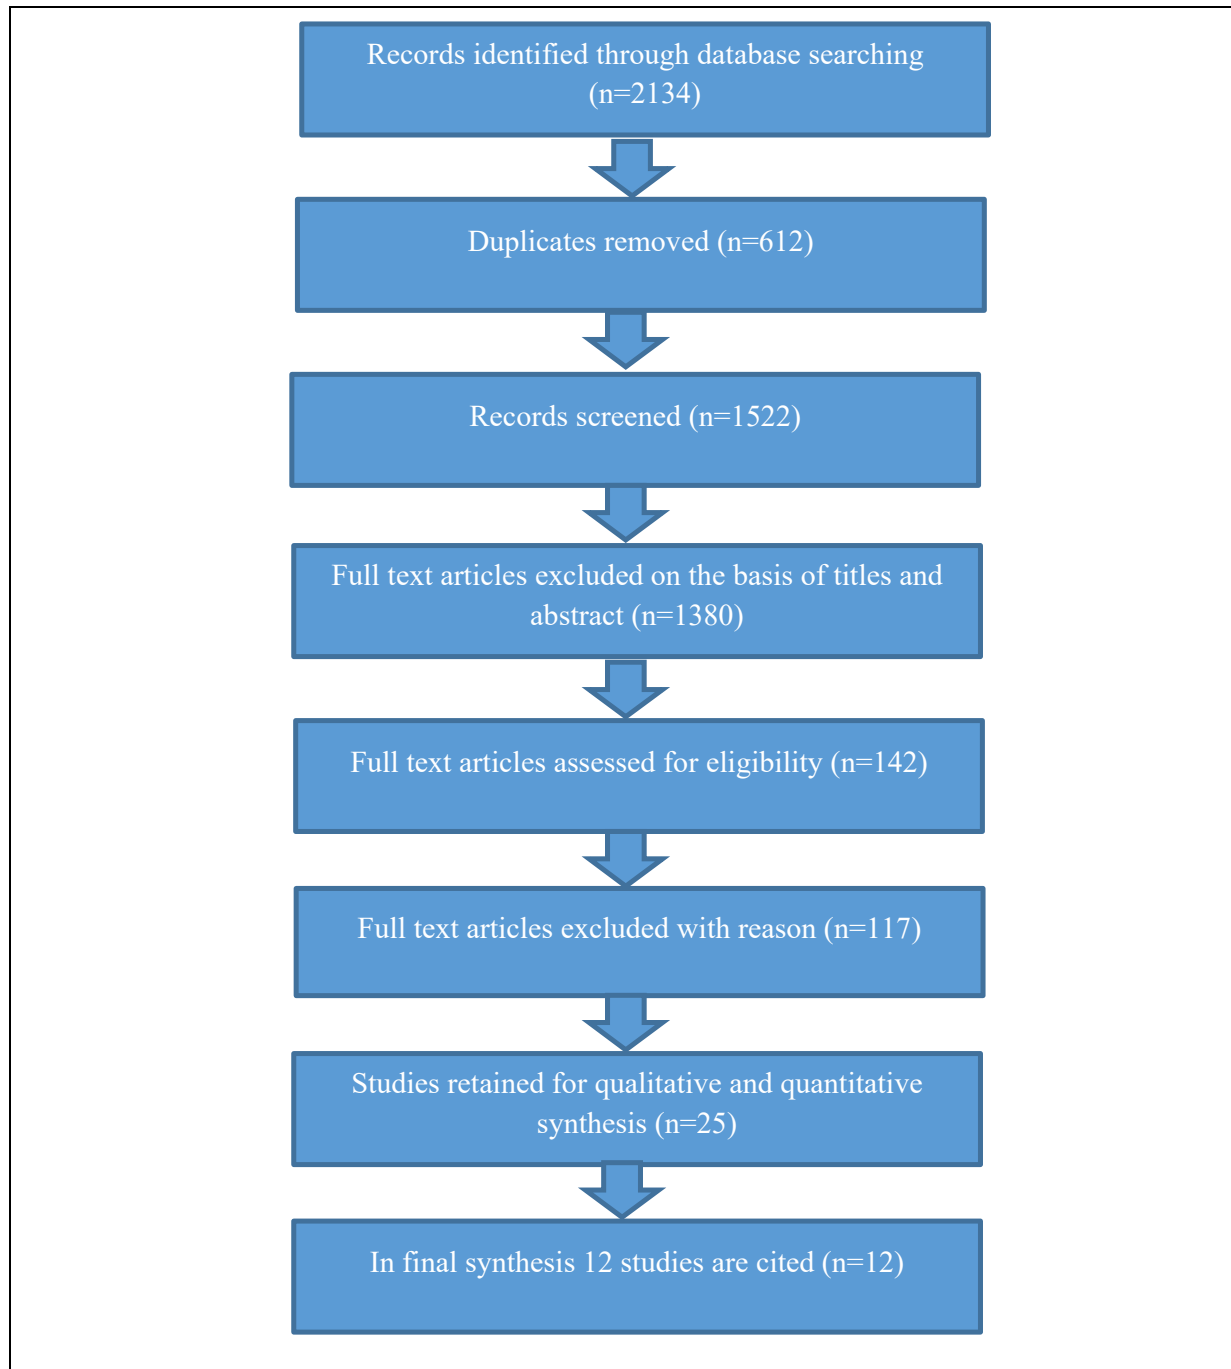 Records identified through database searching
(n=2134)
Duplicates removed (n=612)
Records screened (n=1522)
Full text articles excluded on the basis of titles and
abstract (n=1380)
Full text articles assessed for eligibility (n=142)
Full text articles excluded with reason (n=117)
Studies retained for qualitative and quantitative
synthesis (n=25)
In final synthesis 12 studies are cited (n=12)